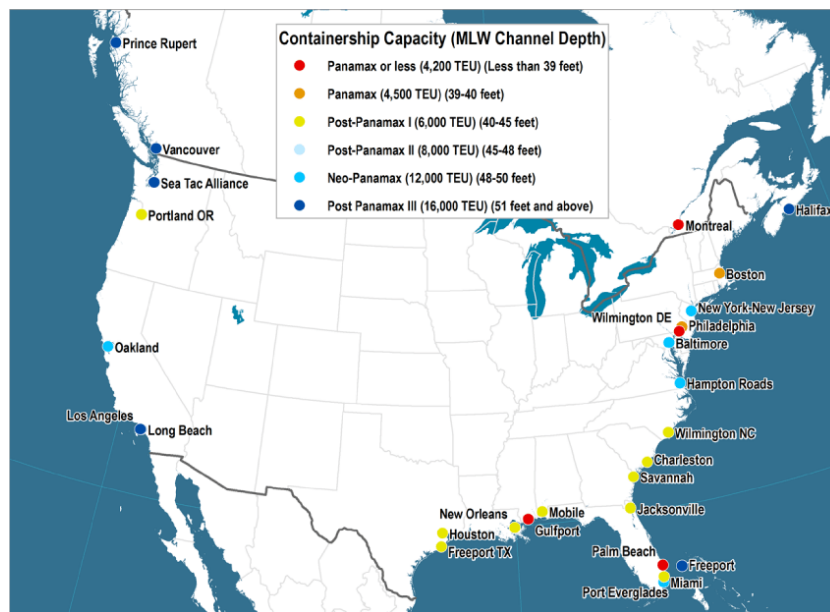 Containership Capacity (MLW Channel Depth)
Panamax or less (4,200 TEU) (Less than 39 feet)
Panamax (4,500 TEU) (39-40 feet)
Post-Panamax I (6,000 TEU) (40-45 feet)
Post-Panamax II (8,000 TEU) (45-48 feet)
Neo-Panamax (12,000 TEU) (48-50 feet)
Post Panamax III (16,000 TEU) (51 feet and above)
Prince Rupert
Vancouver
Sea Tac Alliance
Portland OR
Halifax
Montreal
Boston
New York-New Jersey
Wilmington DE
Philadelphia
Baltimore
Oakland
Hampton Roads
Los Angeles
Long Beach
Wilmington NC
Charleston
Savannah
Jacksonville
New Orleans
Mobile
Houston
Gulfport
Freeport TX
Palm Beach
Freeport
Miami
Port Everglades